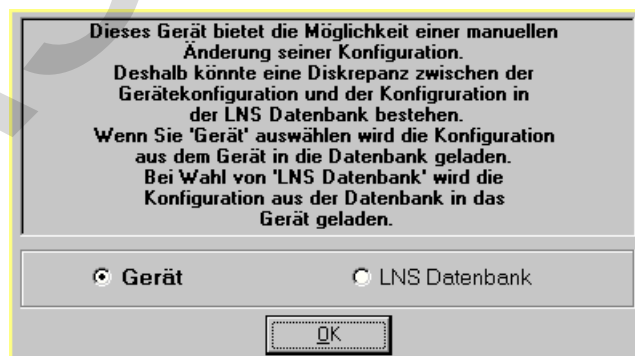 Dieses Gerät bietet die Möglichkeit einer manuellen
Änderung seiner Konfiguration.
Deshalb könnte eine Diskrepanz zwischen der
Gerätekonfiguration und der Konfigruration in
der LNS Datenbank bestehen.
Wenn Sie 'Gerät' auswählen wird die Konfiguration
aus dem Gerät in die Datenbank geladen.
Bei Wahl von 'LNS Datenbank' wird die
Konfiguration aus der Datenbank in das
Gerät geladen.
Gerät LNS Datenbank
OK